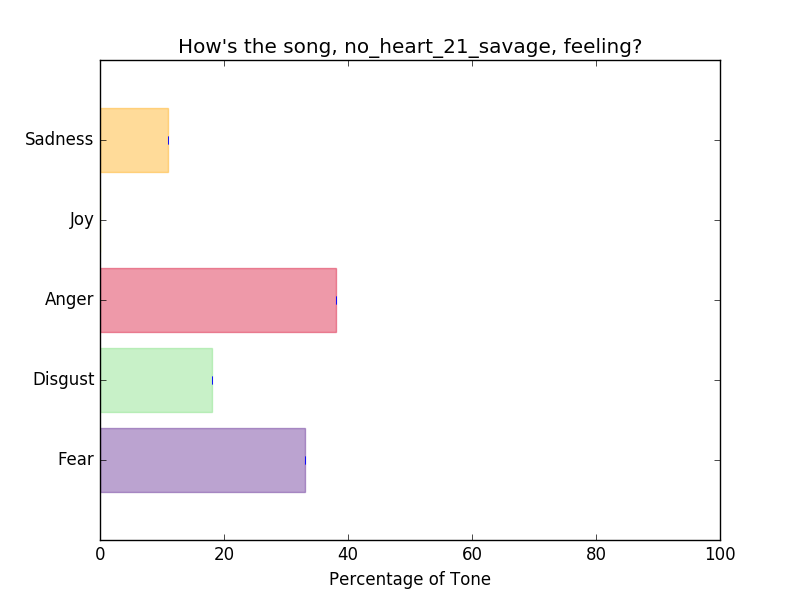 How's the song, no_heart_21_savage, feeling?
Sadness
Joy
Anger
Disgust
Fear
0 20 40 60 80 100
Percentage of Tone